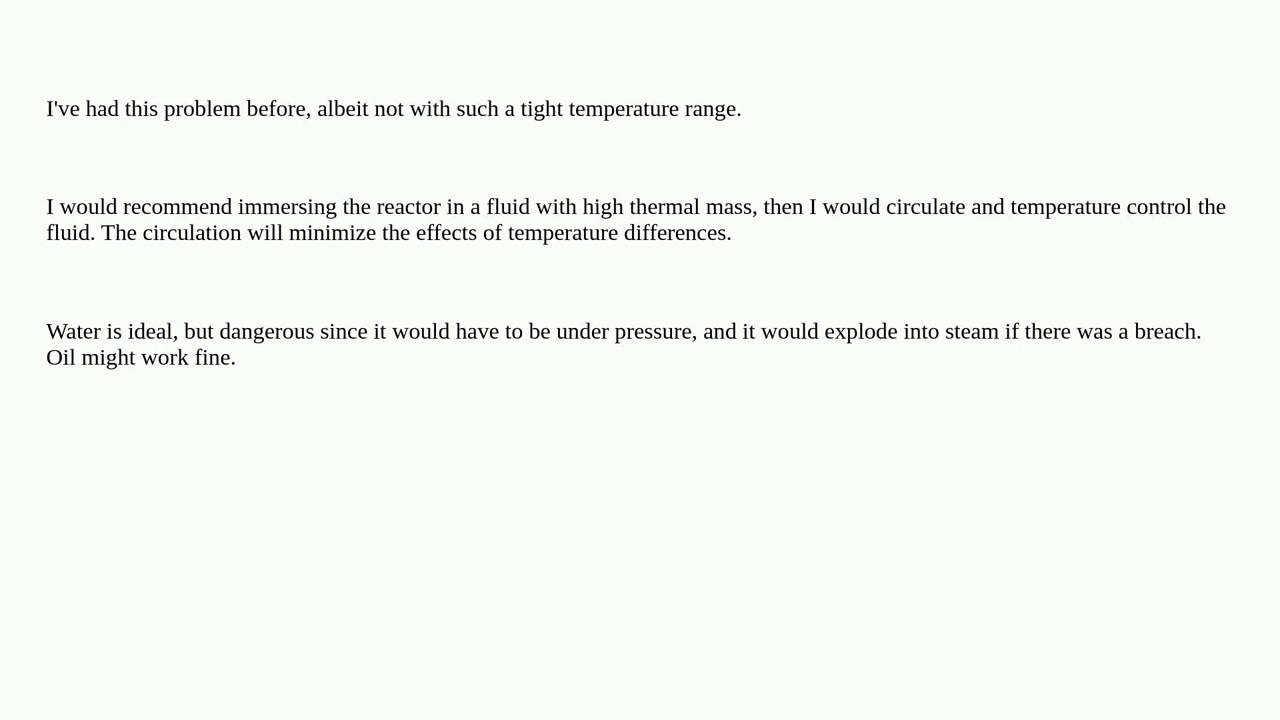 I've had this problem before, albeit not with such a tight temperature range.
I would recommend immersing the reactor in a fluid with high thermal mass, then I would circulate and temperature control the
fluid. The circulation will minimize the effects of temperature differences.
Water is ideal, but dangerous since it would have to be under pressure, and it would explode into steam if there was a breach.
Oil might work fine.